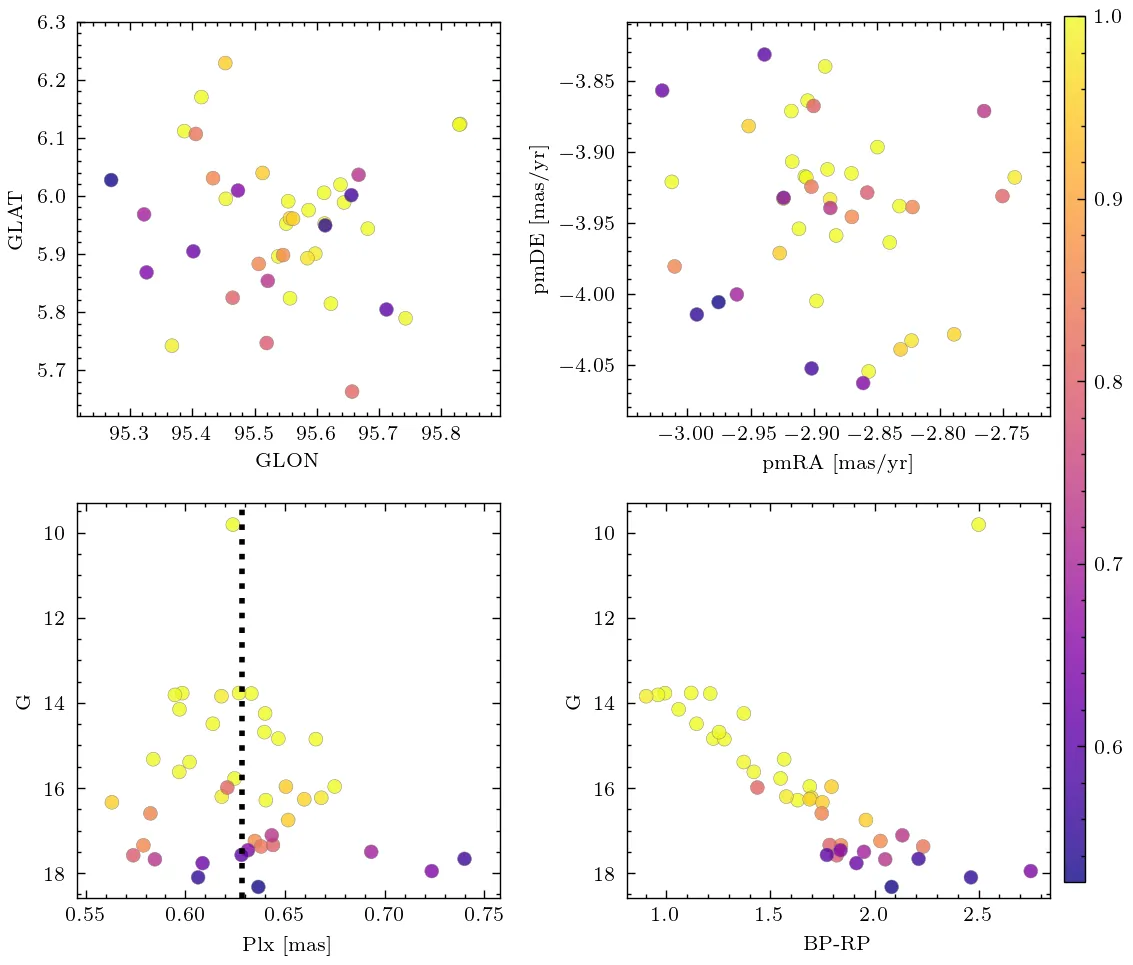 6.3
6.2
6.1
6.0
5.9
5.8
5.7
GLAT
95.3 95.4 95.5 95.6 95.7 95.8
GLON
−3.85
−3.90
−3.95
−4.00
−4.05
pmDE [mas/yr]
−3.00 −2.95 −2.90 −2.85 −2.80 −2.75
pmRA [mas/yr]
10
12
14
16
18
G
0.55 0.60 0.65 0.70 0.75
Plx [mas]
10
12
14
16
18
G
1.0 1.5 2.0 2.5
BP-RP
1.0
0.9
0.8
0.7
0.6